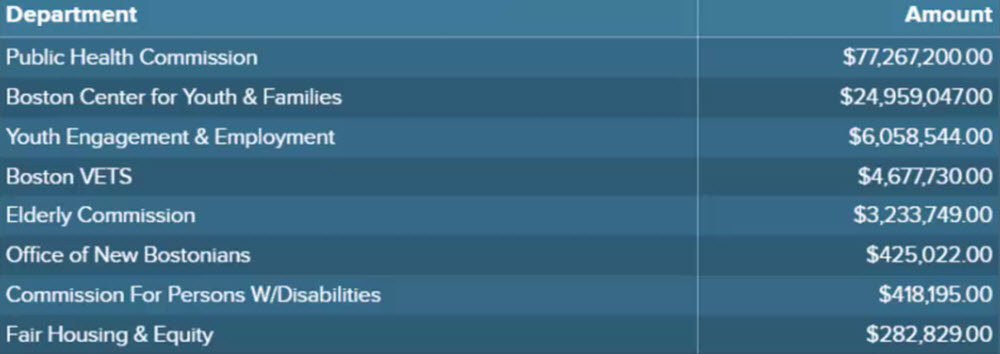 Department Amount
Public Health Commission $77,267,200.00
Boston Center for Youth & Families $24,959,047.00
Youth Engagement & Employment $6,058,544.00
Boston VETS $4,677,730.00
Elderly Commission $3,233,749.00
Office of New Bostonians $425,022.00
Commission For Persons W/Disabilities $418,195.00
Fair Housing & Equity $282,829.00